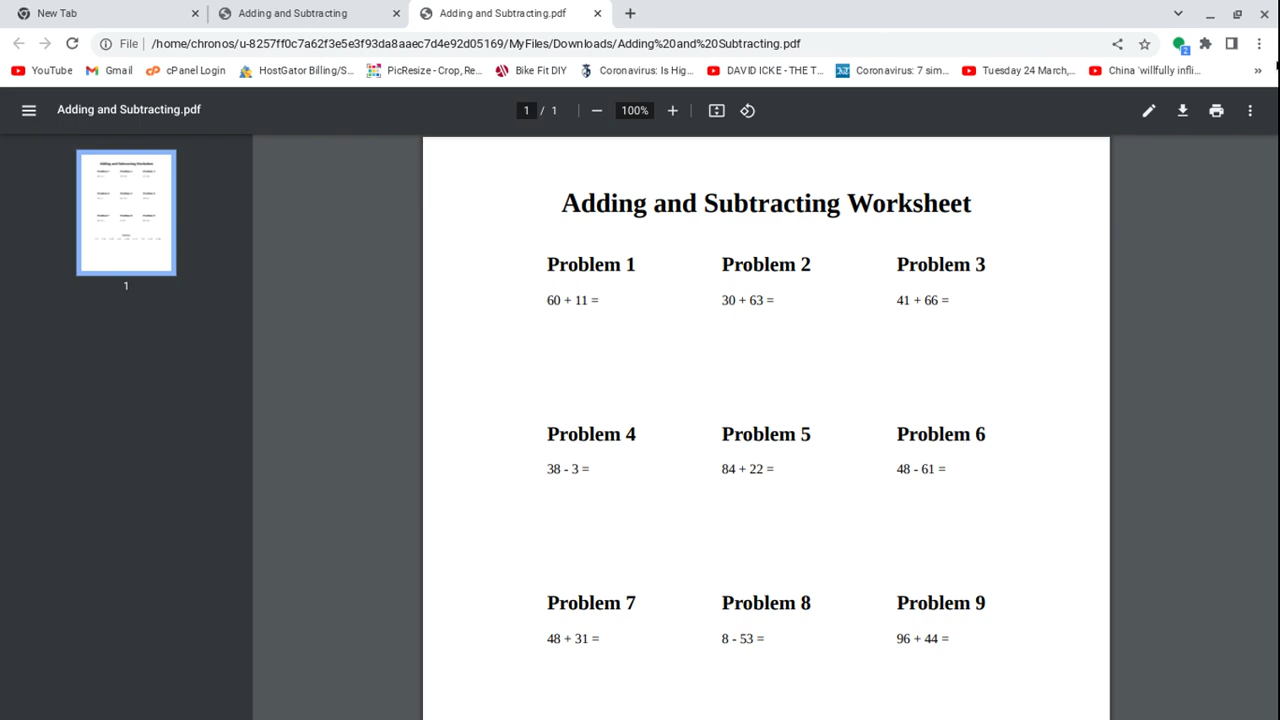 New Tab
Adding and Subtracting
Adding and Subtracting.pdf
File
/home/chronos/u-8257ff0c7a62f3e5e3f93da8aaec7d4e92d05169/MyFiles/Downloads/Adding%20and%20Subtracting.pdf
2
YouTube
Gmail
cPanel Login
HostGator Billing/S...
PicResize - Crop, Re...
Bike Fit DIY
Coronavirus: Is Hig...
DAVID ICKE - THE T...
Coronavirus: 7 sim...
Tuesday 24 March,...
China 'willfully infli...
»
Adding and Subtracting.pdf
1 / 1
100%
1
Adding and Subtracting Worksheet
Problem 1 Problem 2 Problem 3
60 + 11 = 30 + 63 = 41 + 66 =
Problem 4 Problem 5 Problem 6
38 - 3 = 84 + 22 = 48 - 61 =
Problem 7 Problem 8 Problem 9
48 + 31 = 8 - 53 = 96 + 44 =